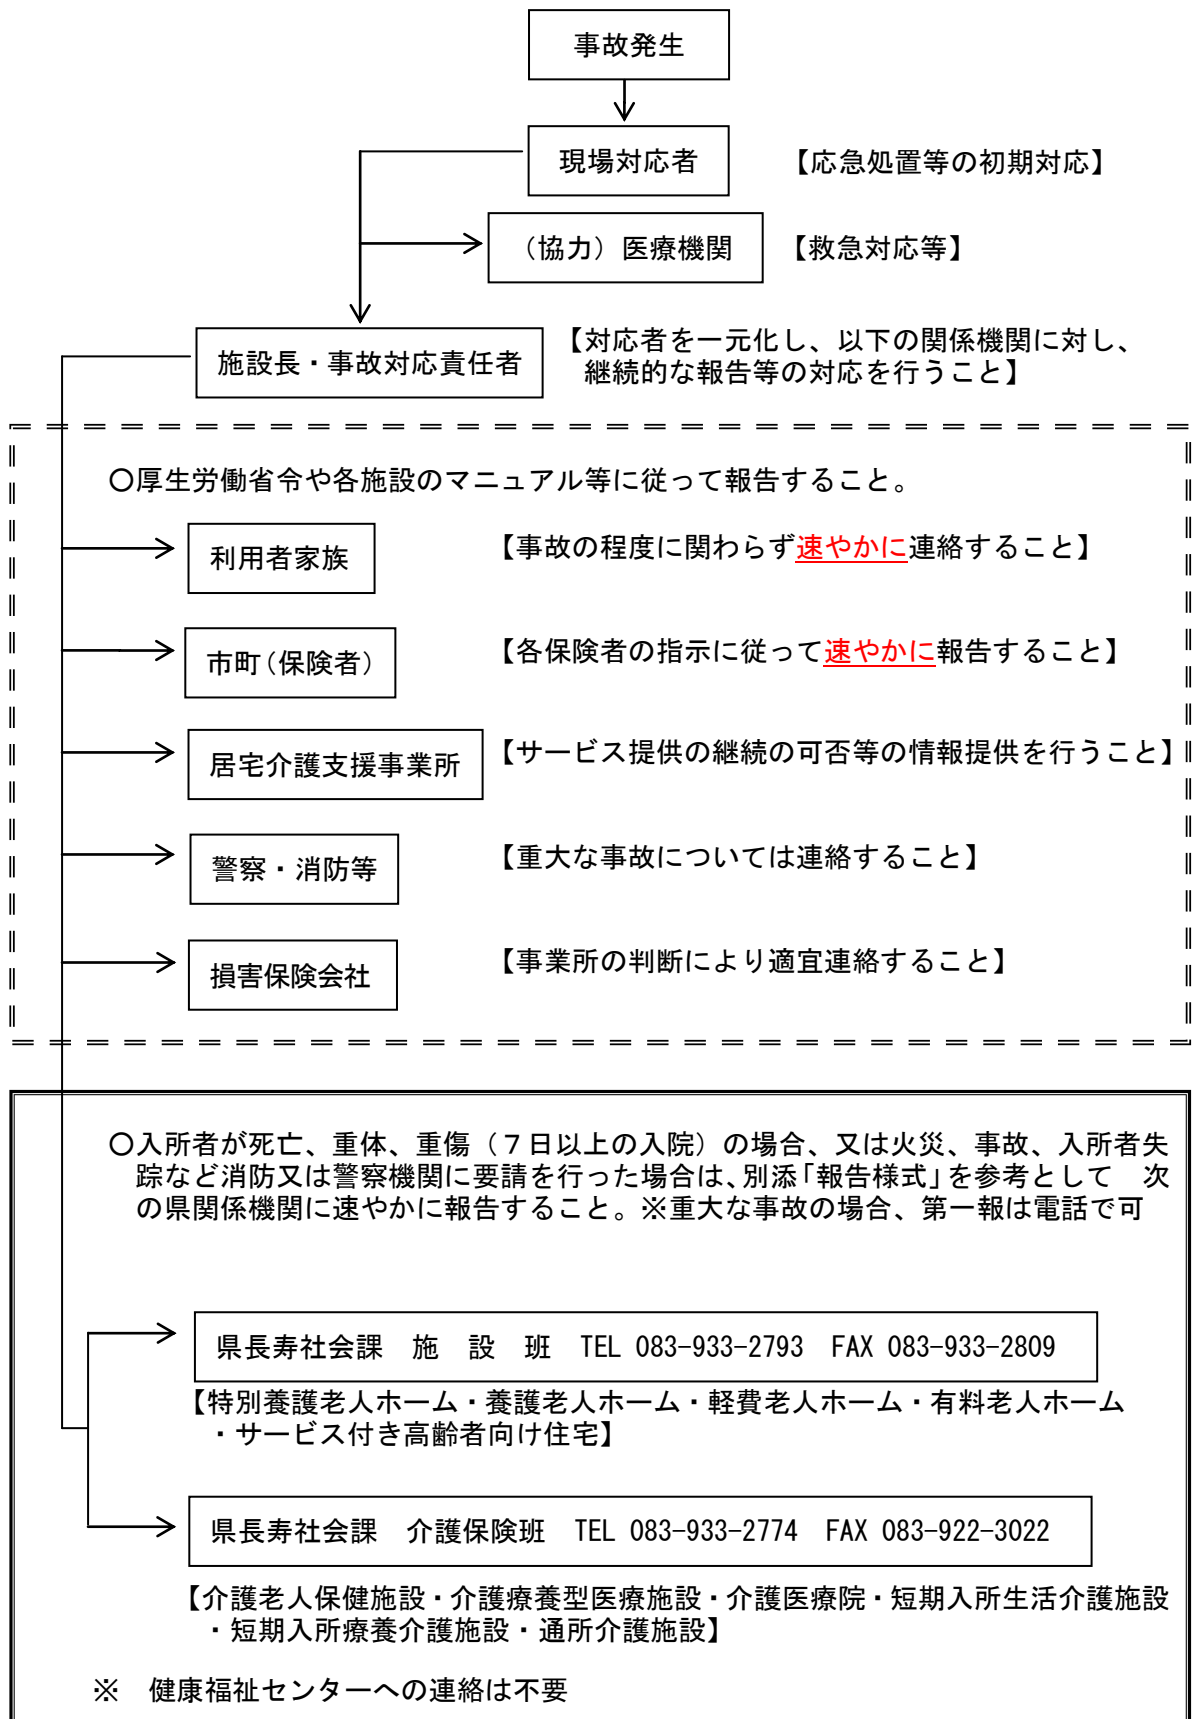 事故発生
現場対応者
【応急処置等の初期対応】
（協力）医療機関
【救急対応等】
施設長・事故対応責任者
【対応者を一元化し、以下の関係機関に対し、
継続的な報告等の対応を行うこと】
○厚生労働省令や各施設のマニュアル等に従って報告すること。
利用者家族
【事故の程度に関わらず速やかに連絡すること】
市町（保険者）
【各保険者の指示に従って速やかに報告すること】
居宅介護支援事業所
【サービス提供の継続の可否等の情報提供を行うこと】
警察・消防等
【重大な事故については連絡すること】
損害保険会社
【事業所の判断により適宜連絡すること】
○入所者が死亡、重体、重傷（７日以上の入院）の場合、又は火災、事故、入所者失
踪など消防又は警察機関に要請を行った場合は、別添「報告様式」を参考として　次
の県関係機関に速やかに報告すること。※重大な事故の場合、第一報は電話で可
県長寿社会課　施　設　班　TEL 083-933-2793　FAX 083-933-2809
【特別養護老人ホーム・養護老人ホーム・軽費老人ホーム・有料老人ホーム
・サービス付き高齢者向け住宅】
県長寿社会課　介護保険班　TEL 083-933-2774　FAX 083-922-3022
【介護老人保健施設・介護療養型医療施設・介護医療院・短期入所生活介護施設
・短期入所療養介護施設・通所介護施設】
※　健康福祉センターへの連絡は不要